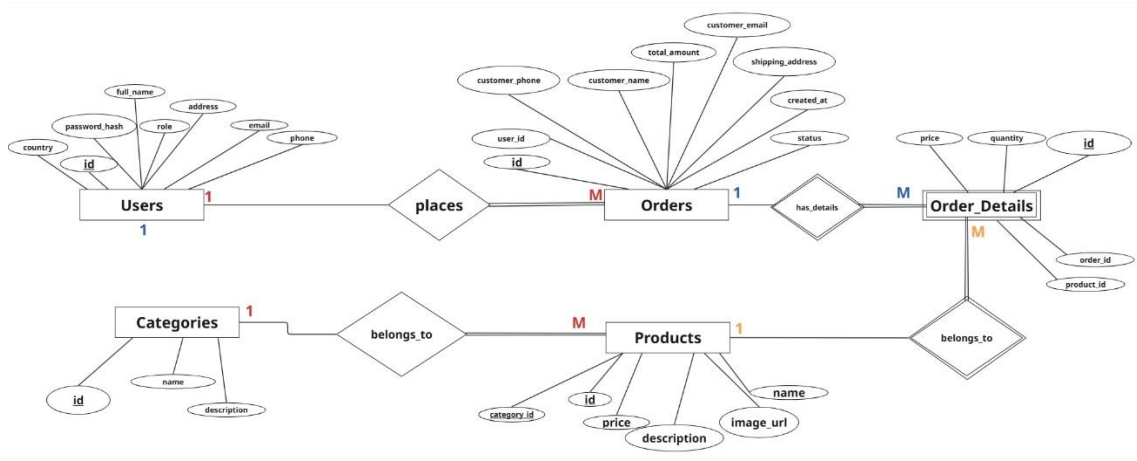 customer_email
total_amount
shipping_address
customer_phone
customer_name
full_name
address
created_at
password_hash
role
email
country
phone
user_id
status
price
quantity
id
id
id
Users
1
places
M
Orders
1
has_details
M
Order_Details
1
M
order_id
product_id
Categories
1
belongs_to
M
Products
1
belongs_to
id
name
description
category_id
id
price
description
image_url
name